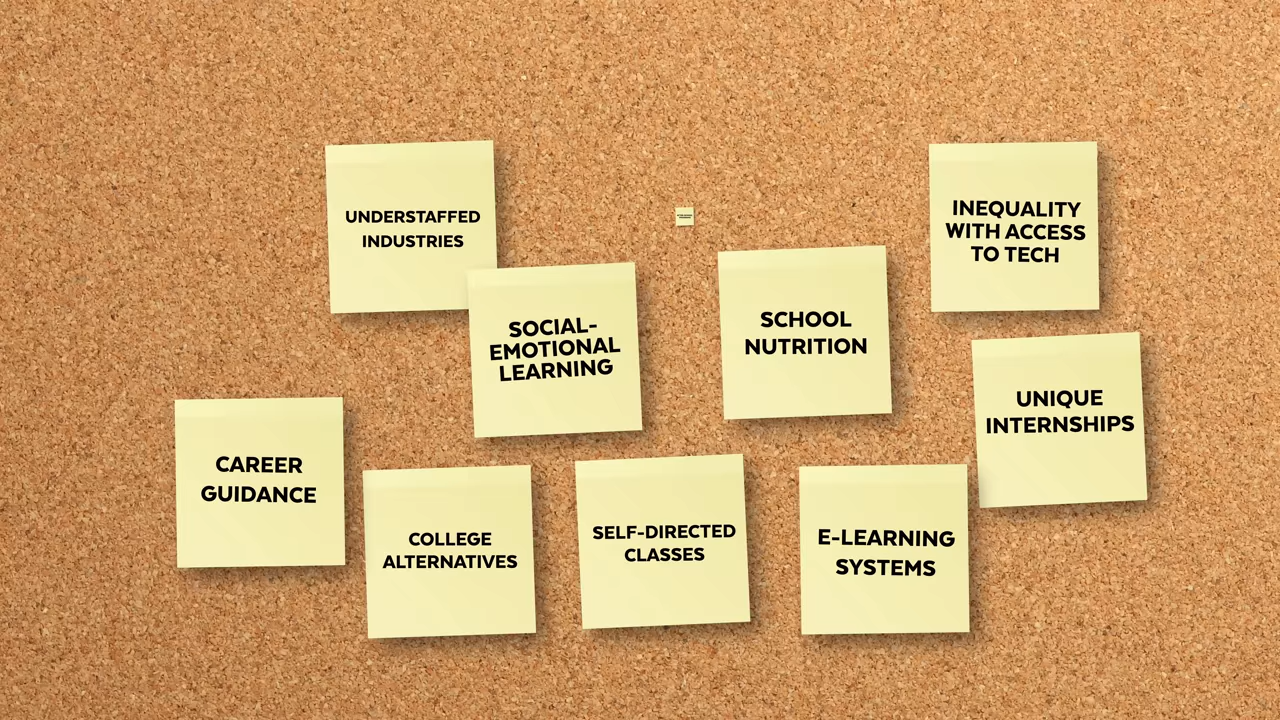 UNDERSTAFFED
INDUSTRIES
INEQUALITY
WITH ACCESS
TO TECH
SOCIAL-
EMOTIONAL
LEARNING
SCHOOL
NUTRITION
UNIQUE
INTERNSHIPS
CAREER
GUIDANCE
COLLEGE
ALTERNATIVES
SELF-DIRECTED
CLASSES
E-LEARNING
SYSTEMS